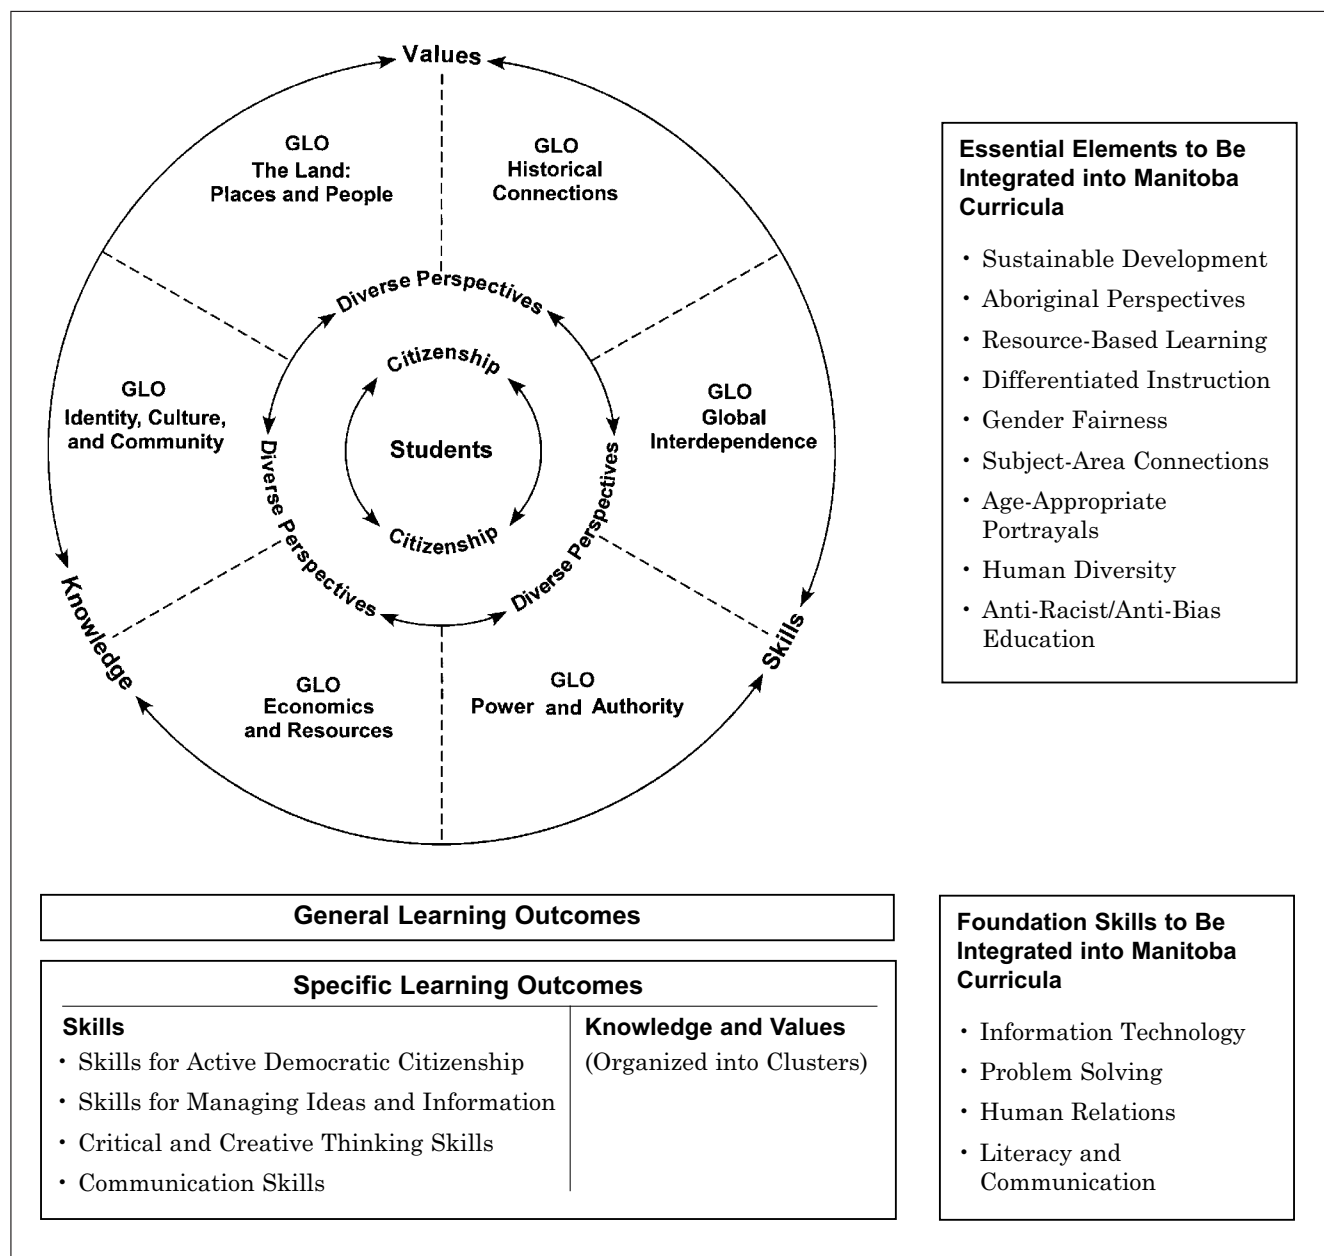 Values
GLO
The Land:
Places and People
GLO
Historical
Connections
GLO
Identity, Culture,
and Community
GLO
Global
Interdependence
GLO
Economics
and Resources
GLO
Power and Authority
Knowledge
Skills
Diverse Perspectives
Diverse Perspectives
Diverse Perspectives
Citizenship
Students
Citizenship
Essential Elements to Be
Integrated into Manitoba
Curricula
• Sustainable Development
• Aboriginal Perspectives
• Resource-Based Learning
• Differentiated Instruction
• Gender Fairness
• Subject-Area Connections
• Age-Appropriate
Portrayals
• Human Diversity
• Anti-Racist/Anti-Bias
Education
General Learning Outcomes
Specific Learning Outcomes
Skills
• Skills for Active Democratic Citizenship
• Skills for Managing Ideas and Information
• Critical and Creative Thinking Skills
• Communication Skills
Knowledge and Values
(Organized into Clusters)
Foundation Skills to Be
Integrated into Manitoba
Curricula
• Information Technology
• Problem Solving
• Human Relations
• Literacy and
Communication